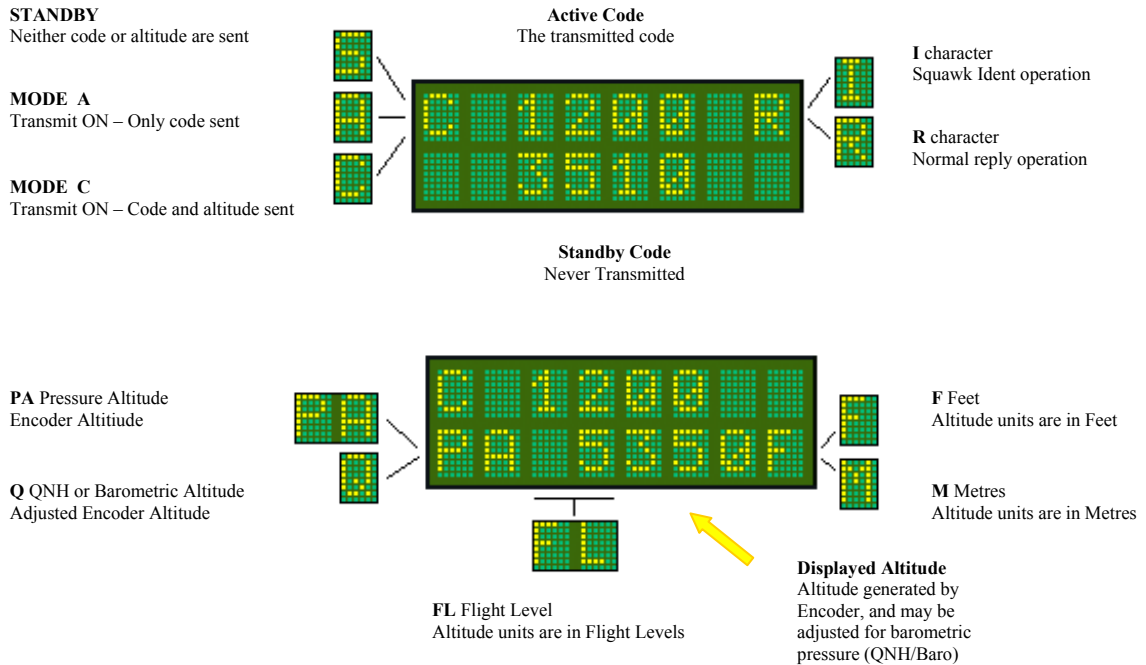 STANDBY
Neither code or altitude are sent
S
MODE A
Transmit ON – Only code sent
A
MODE C
Transmit ON – Code and altitude sent
C
Active Code
The transmitted code
C 1200 R
3510
Standby Code
Never Transmitted
I
I character
Squawk Ident operation
R
R character
Normal reply operation
PA Pressure Altitude
Encoder Altitiude
PA
Q QNH or Barometric Altitude
Adjusted Encoder Altitude
Q
C 1200
PA 5350F
FL
FL Flight Level
Altitude units are in Flight Levels
F
F Feet
Altitude units are in Feet
M
M Metres
Altitude units are in Metres
Displayed Altitude
Altitude generated by
Encoder, and may be
adjusted for barometric
pressure (QNH/Baro)